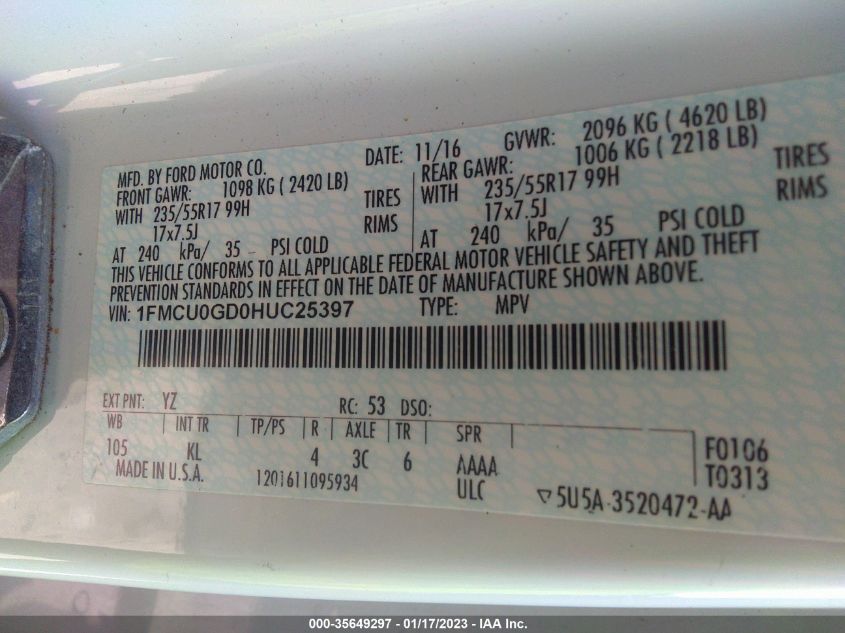 MFD. BY FORD MOTOR CO.
DATE: 11/16 GVWR: 2096 KG ( 4620 LB)
FRONT GAWR: 1098 KG ( 2420 LB)
REAR GAWR: 1006 KG ( 2218 LB)
WITH 235/55R17 99H TIRES
WITH 235/55R17 99H TIRES
17x7.5J RIMS
17x7.5J RIMS
AT 240 kPa/ 35 PSI COLD
AT 240 kPa/ 35 PSI COLD
THIS VEHICLE CONFORMS TO ALL APPLICABLE FEDERAL MOTOR VEHICLE SAFETY AND THEFT
PREVENTION STANDARDS IN EFFECT ON THE DATE OF MANUFACTURE SHOWN ABOVE.
VIN: 1FMCU0GD0HUC25397 TYPE: MPV
EXT PNT: YZ RC: 53 DSO:
WB INT TR TP/PS R AXLE TR SPR
105 KL 4 3C 6 AAAA
F0106
T0313
MADE IN U.S.A. 1201611095934 ULC ▽5U5A-3520472-AA
000-35649297 - 01/17/2023 - IAA Inc.